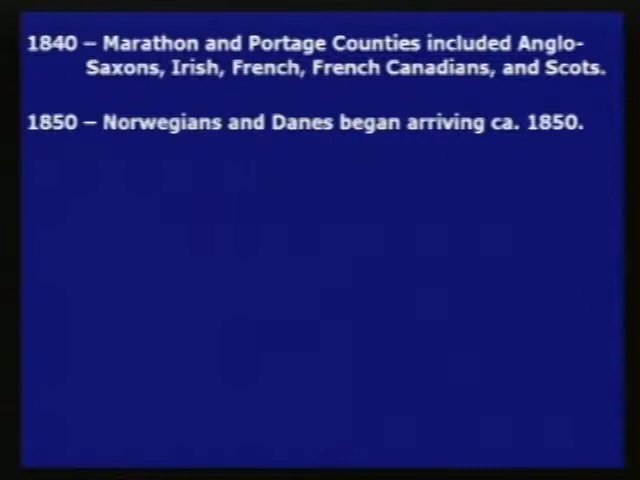 1840 – Marathon and Portage Counties included Anglo-
Saxons, Irish, French, French Canadians, and Scots.
1850 – Norwegians and Danes began arriving ca. 1850.